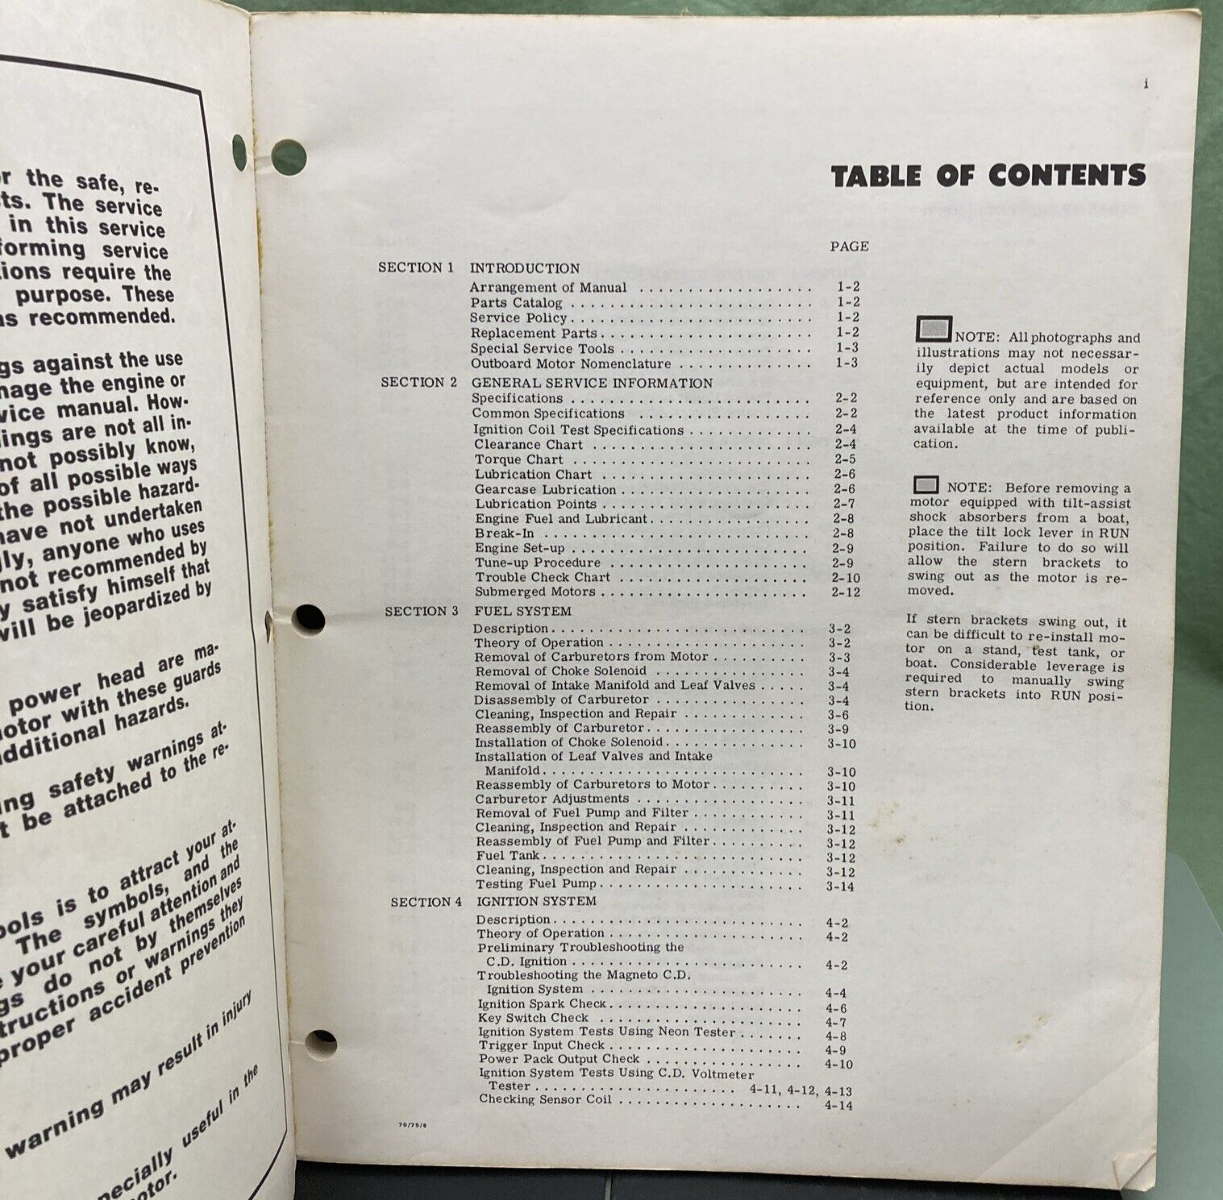 r the safe, re-
ts. The service
in this service
forming service
ions require the
purpose. These
as recommended.
gs against the use
mage the engine or
vice manual. How-
ings are not all in-
not possibly know,
of all possible ways
the possible hazard-
have not undertaken
ly, anyone who uses
not recommended by
y satisfy himself that
will be jeopardized by
power head are ma-
motor with these guards
additional hazards.
ng safety warnings at-
t be attached to the re-
ools is to attract your at-
The symbols, and the
your careful attention and
gs do not by themselves
tructions or warnings they
proper accident prevention
warning may result in injury
pecially useful in the
otor.
i
TABLE OF CONTENTS
PAGE
SECTION 1 INTRODUCTION
Arrangement of Manual . . . . . . . . . . . . . . . . . . 1-2
Parts Catalog . . . . . . . . . . . . . . . . . . . . . . . . . 1-2
Service Policy . . . . . . . . . . . . . . . . . . . . . . . . . 1-2
Replacement Parts . . . . . . . . . . . . . . . . . . . . . . 1-2
Special Service Tools . . . . . . . . . . . . . . . . . . . . 1-3
Outboard Motor Nomenclature . . . . . . . . . . . . . . 1-3
SECTION 2 GENERAL SERVICE INFORMATION
Specifications . . . . . . . . . . . . . . . . . . . . . . . . . 2-2
Common Specifications . . . . . . . . . . . . . . . . . . 2-2
Ignition Coil Test Specifications . . . . . . . . . . . . . 2-4
Clearance Chart . . . . . . . . . . . . . . . . . . . . . . . 2-4
Torque Chart . . . . . . . . . . . . . . . . . . . . . . . . . 2-5
Lubrication Chart . . . . . . . . . . . . . . . . . . . . . . 2-6
Gearcase Lubrication . . . . . . . . . . . . . . . . . . . . 2-6
Lubrication Points . . . . . . . . . . . . . . . . . . . . . . 2-7
Engine Fuel and Lubricant . . . . . . . . . . . . . . . . . 2-8
Break-In . . . . . . . . . . . . . . . . . . . . . . . . . . . . 2-8
Engine Set-up . . . . . . . . . . . . . . . . . . . . . . . . . 2-9
Tune-up Procedure . . . . . . . . . . . . . . . . . . . . . 2-9
Trouble Check Chart . . . . . . . . . . . . . . . . . . . . 2-10
Submerged Motors . . . . . . . . . . . . . . . . . . . . . . 2-12
SECTION 3 FUEL SYSTEM
Description . . . . . . . . . . . . . . . . . . . . . . . . . . 3-2
Theory of Operation . . . . . . . . . . . . . . . . . . . . . 3-2
Removal of Carburetors from Motor . . . . . . . . . . 3-3
Removal of Choke Solenoid . . . . . . . . . . . . . . . . 3-4
Removal of Intake Manifold and Leaf Valves . . . . . 3-4
Disassembly of Carburetor . . . . . . . . . . . . . . . . 3-4
Cleaning, Inspection and Repair . . . . . . . . . . . . . 3-6
Reassembly of Carburetor . . . . . . . . . . . . . . . . . 3-9
Installation of Choke Solenoid . . . . . . . . . . . . . . . 3-10
Installation of Leaf Valves and Intake
Manifold . . . . . . . . . . . . . . . . . . . . . . . . . . . 3-10
Reassembly of Carburetors to Motor . . . . . . . . . . 3-10
Carburetor Adjustments . . . . . . . . . . . . . . . . . . 3-11
Removal of Fuel Pump and Filter . . . . . . . . . . . . 3-11
Cleaning, Inspection and Repair . . . . . . . . . . . . . 3-12
Reassembly of Fuel Pump and Filter . . . . . . . . . . 3-12
Fuel Tank . . . . . . . . . . . . . . . . . . . . . . . . . . . 3-12
Cleaning, Inspection and Repair . . . . . . . . . . . . . 3-12
Testing Fuel Pump . . . . . . . . . . . . . . . . . . . . . . 3-14
SECTION 4 IGNITION SYSTEM
Description . . . . . . . . . . . . . . . . . . . . . . . . . . 4-2
Theory of Operation . . . . . . . . . . . . . . . . . . . . . 4-2
Preliminary Troubleshooting the
C.D. Ignition . . . . . . . . . . . . . . . . . . . . . . . . 4-2
Troubleshooting the Magneto C.D.
Ignition System . . . . . . . . . . . . . . . . . . . . . . 4-4
Ignition Spark Check . . . . . . . . . . . . . . . . . . . . . 4-6
Key Switch Check . . . . . . . . . . . . . . . . . . . . . . 4-7
Ignition System Tests Using Neon Tester . . . . . . . 4-8
Trigger Input Check . . . . . . . . . . . . . . . . . . . . . 4-9
Power Pack Output Check . . . . . . . . . . . . . . . . . 4-10
Ignition System Tests Using C.D. Voltmeter
Tester . . . . . . . . . . . . . . . . . . . . . 4-11, 4-12, 4-13
Checking Sensor Coil . . . . . . . . . . . . . . . . . . . . 4-14
70/75/6
NOTE: All photographs and
illustrations may not necessar-
ily depict actual models or
equipment, but are intended for
reference only and are based on
the latest product information
available at the time of publi-
cation.
NOTE: Before removing a
motor equipped with tilt-assist
shock absorbers from a boat,
place the tilt lock lever in RUN
position. Failure to do so will
allow the stern brackets to
swing out as the motor is re-
moved.
If stern brackets swing out, it
can be difficult to re-install mo-
tor on a stand, test tank, or
boat. Considerable leverage is
required to manually swing
stern brackets into RUN posi-
tion.